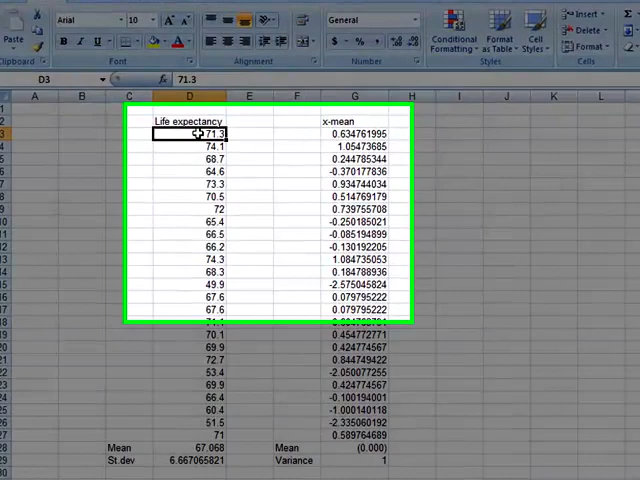 Arial 10 A A General Insert
Paste B I U $ % , Conditional Format Cell Delete
Formatting as Table Styles Format
Clipboard Font Alignment Number Styles Cells
D3 fx 71.3
A B C D E F G H I J K L
1
2 Life expectancy x-mean
3 71.3 0.634761995
4 74.1 1.05473685
5 68.7 0.244785344
6 64.6 -0.370177836
7 73.3 0.934744034
8 70.5 0.514769179
9 72 0.739755708
10 65.4 -0.250185021
11 66.5 -0.085194899
12 66.2 -0.130192205
13 74.3 1.084735053
14 68.3 0.184788936
15 49.9 -2.575045824
16 67.6 0.079795222
17 67.6 0.079795222
18
19 70.1 0.454772771
20 69.9 0.424774567
21 72.7 0.844749422
22 53.4 -2.050077255
23 69.9 0.424774567
24 66.4 -0.100194001
25 60.4 -1.000140118
26 51.5 -2.335060192
27 71 0.589764689
28 Mean 67.068 Mean (0.000)
29 St.dev 6.667065821 Variance 1
30